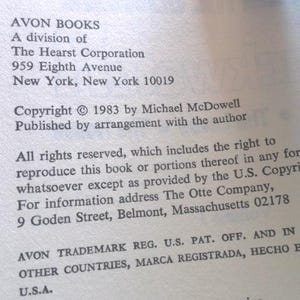 AVON BOOKS
A division of
The Hearst Corporation
959 Eighth Avenue
New York, New York 10019
Copyright © 1983 by Michael McDowell
Published by arrangement with the author
All rights reserved, which includes the right to
reproduce this book or portions thereof in any for
whatsoever except as provided by the U.S. Copyri
For information address The Otte Company,
9 Goden Street, Belmont, Massachusetts 02178
AVON TRADEMARK REG. U.S. PAT. OFF. AND IN
OTHER COUNTRIES, MARCA REGISTRADA, HECHO E
U.S.A.